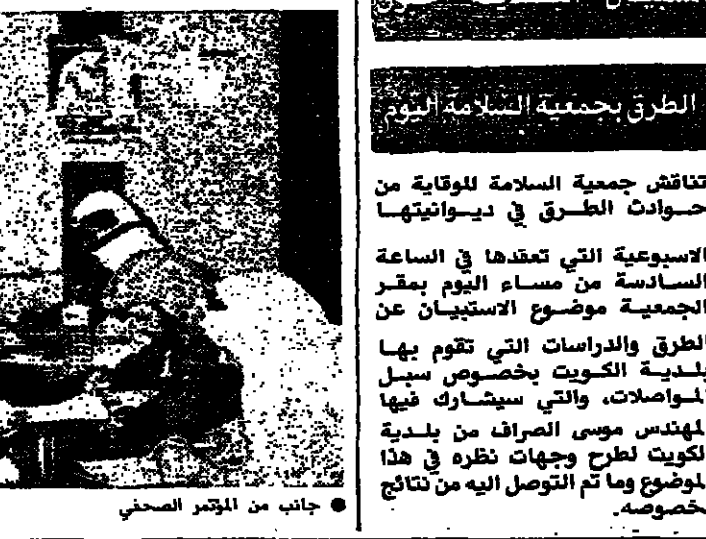 الطرق بجمعية السلامة اليوم
تناقش جمعية السلامة للوقاية من
حوادث الطرق في ديوانيتها
الاسبوعية التي تعقدها في الساعة
السادسة من مساء اليوم بمقر
الجمعية موضوع الاستبيان عن
الطرق والدراسات التي تقوم بها
بلدية الكويت بخصوص سبل
المواصلات، والتي سيشارك فيها
المهندس موسى الصراف من بلدية
الكويت لطرح وجهات نظره في هذا
الموضوع وما تم التوصل اليه من نتائج
بخصوصه.
● جانب من المؤتمر الصحفي